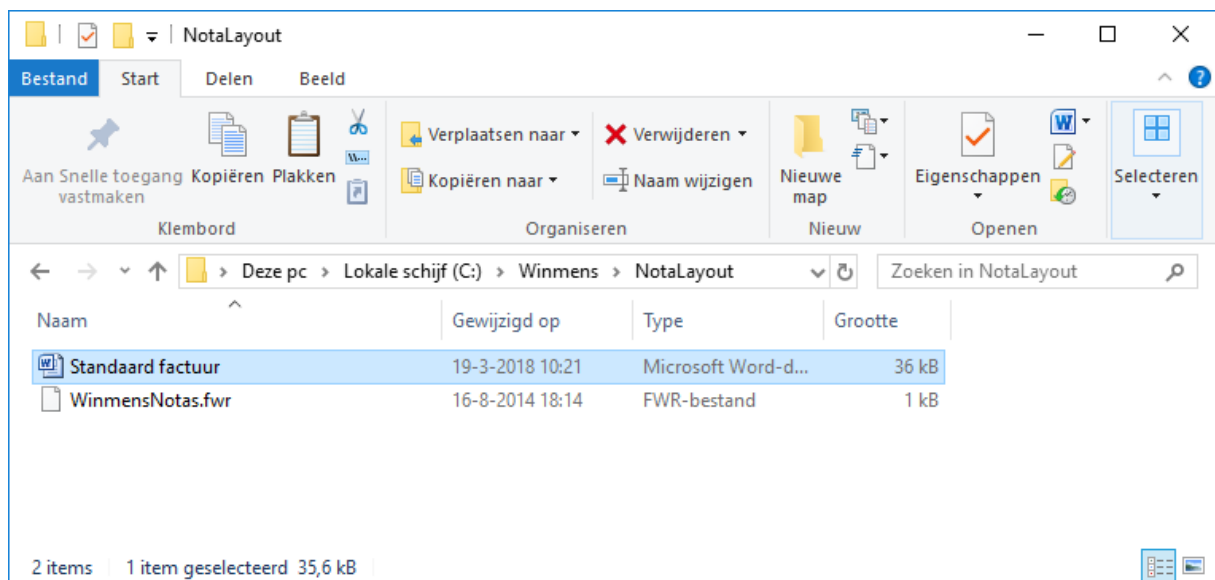 NotaLayout
Bestand Start Delen Beeld
Aan Snelle toegang vastmaken
Kopiëren
Plakken
Klembord
Verplaatsen naar
Kopiëren naar
Verwijderen
Naam wijzigen
Organiseren
Nieuwe map
Nieuw
Eigenschappen
Openen
Selecteren
Deze pc › Lokale schijf (C:) › Winmens › NotaLayout
Zoeken in NotaLayout
Naam Gewijzigd op Type Grootte
Standaard factuur 19-3-2018 10:21 Microsoft Word-d... 36 kB
WinmensNotas.fwr 16-8-2014 18:14 FWR-bestand 1 kB
2 items 1 item geselecteerd 35,6 kB